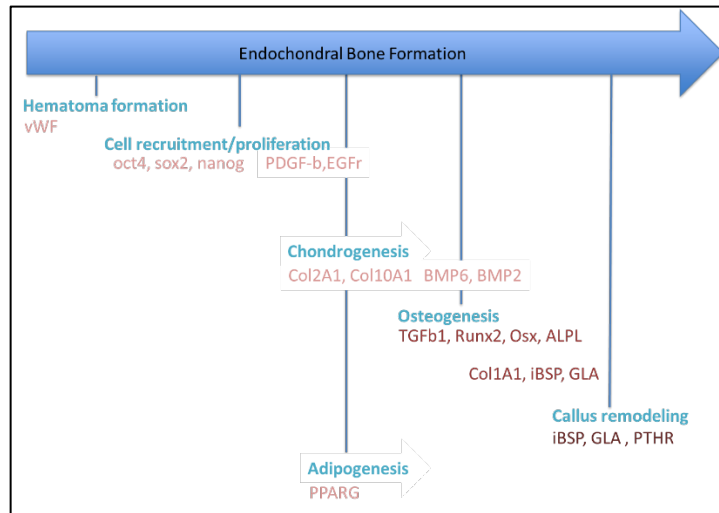 Endochondral Bone Formation
Hematoma formation
vWF
Cell recruitment/proliferation
oct4, sox2, nanog PDGF-b,EGFr
Chondrogenesis
Col2A1, Col10A1 BMP6, BMP2
Osteogenesis
TGFb1, Runx2, Osx, ALPL
Col1A1, iBSP, GLA
Callus remodeling
iBSP, GLA , PTHR
Adipogenesis
PPARG